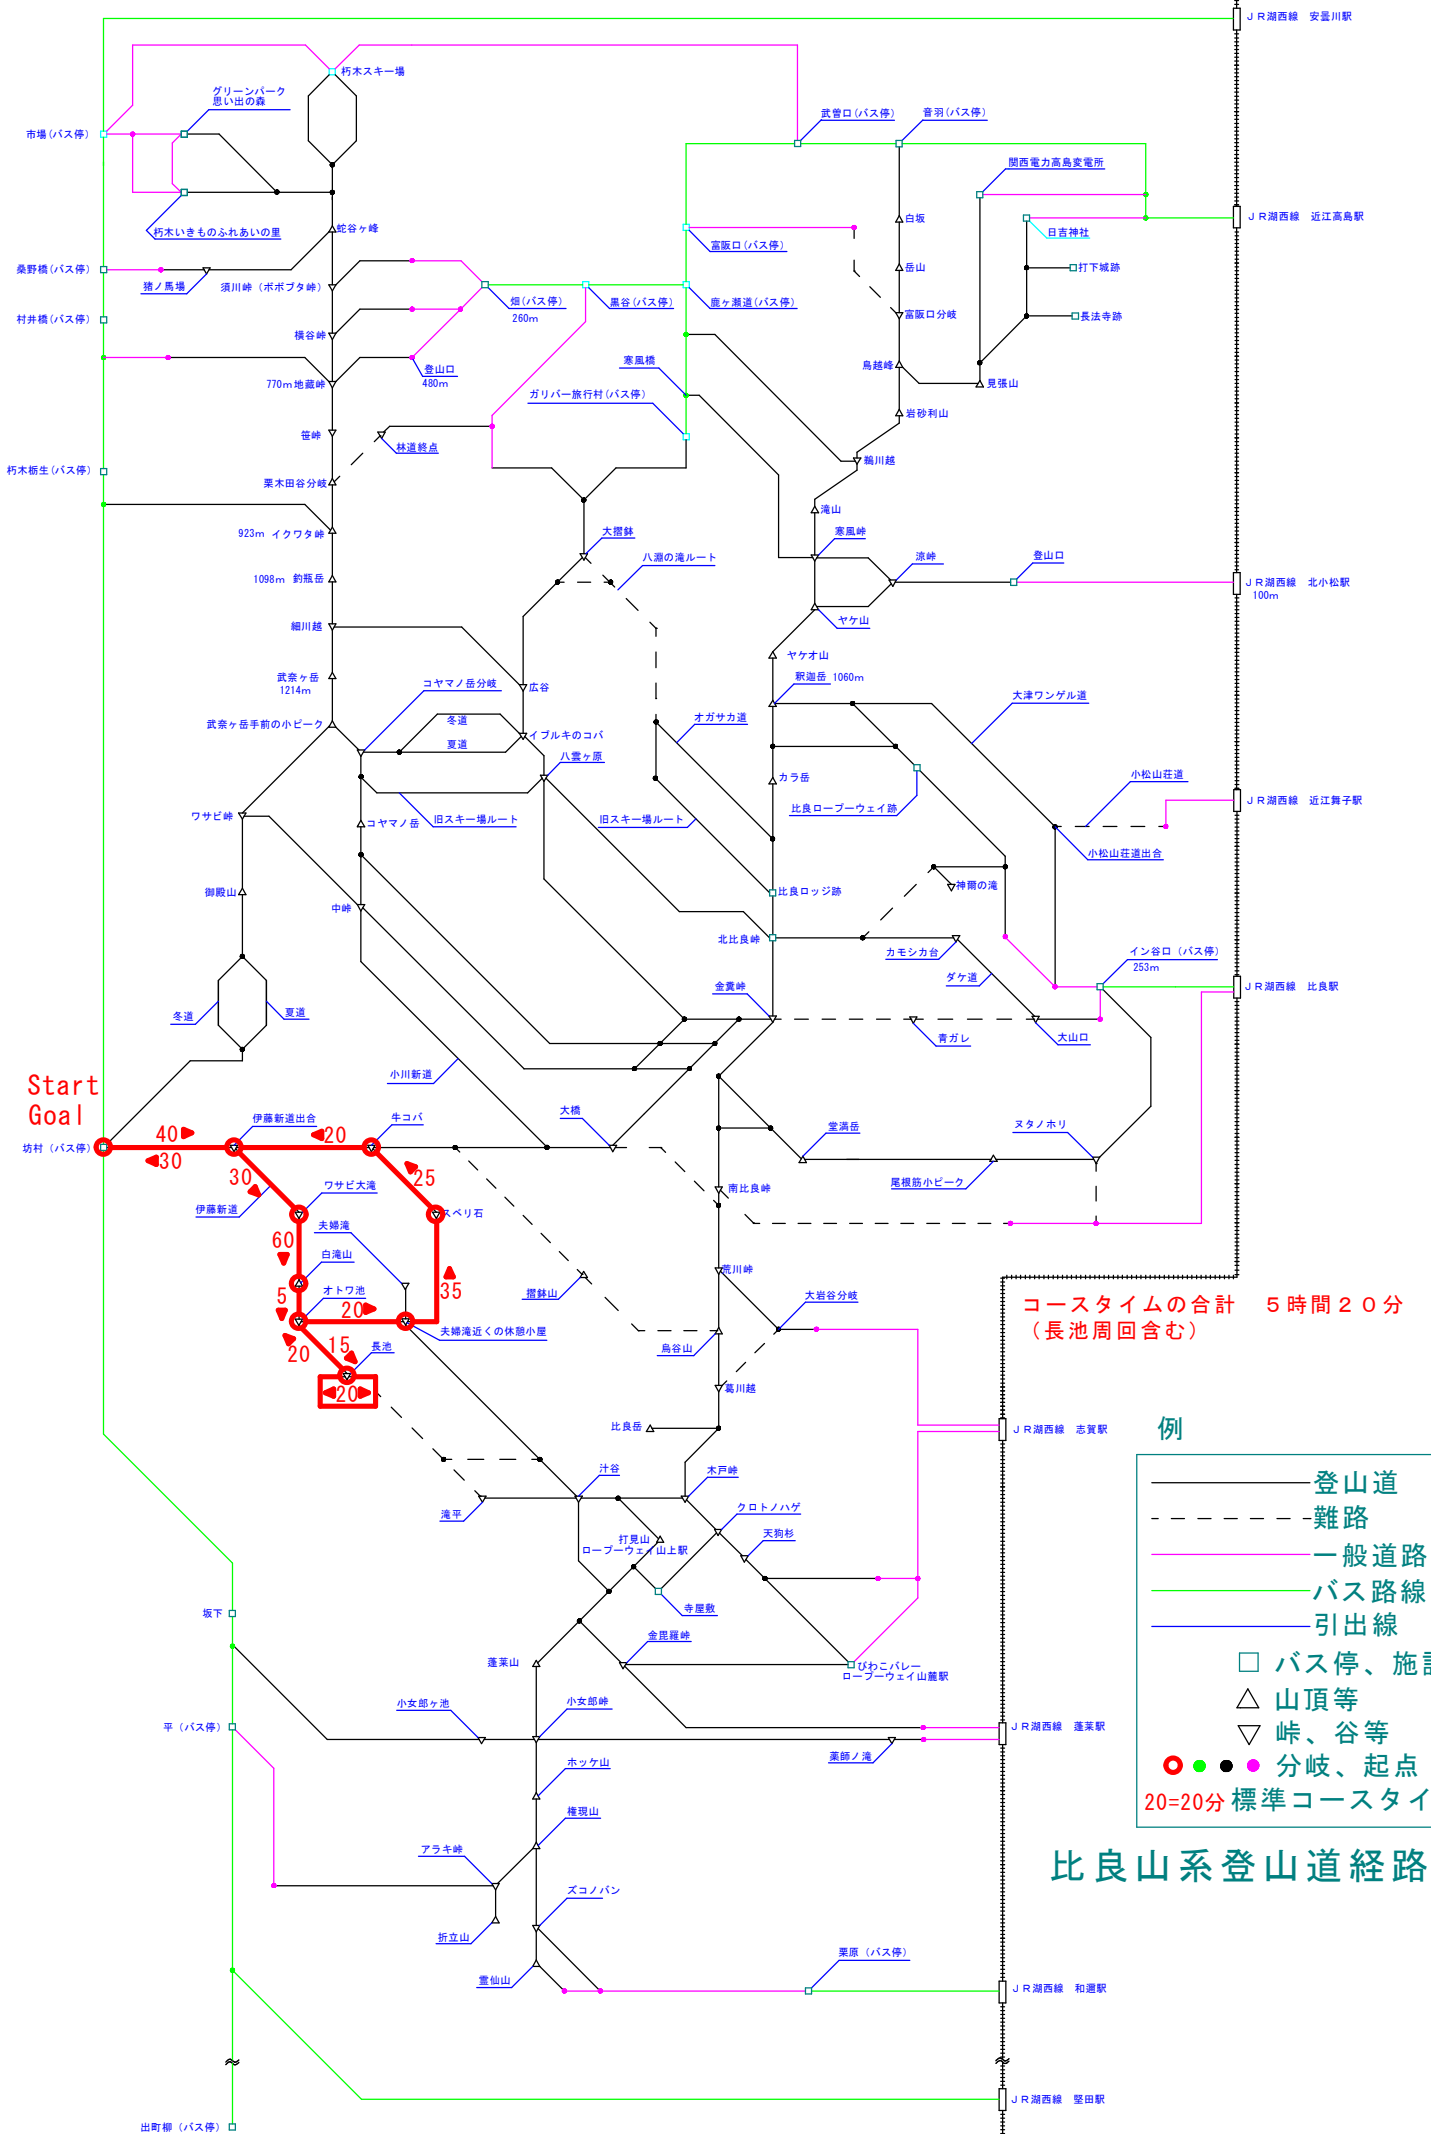 ＪＲ湖西線　安曇川駅
朽木スキー場
グリーンパーク
思い出の森
市場(バス停)
武曽口(バス停)
音羽(バス停)
関西電力高島変電所
朽木いきものふれあいの里
蛇谷ヶ峰
白坂
ＪＲ湖西線　近江高島駅
日吉神社
富阪口(バス停)
桑野橋(バス停)
猪ノ馬場
須川峠（ボボブタ峠）
岳山
打下城跡
畑(バス停)
260m
黒谷(バス停)
鹿ヶ瀬道(バス停)
村井橋(バス停)
横谷峠
富阪口分岐
長法寺跡
登山口
480m
寒風橋
鳥越峰
770m 地蔵峠
見張山
ガリバー旅行村(バス停)
岩砂利山
笹峠
林道終点
鵜川越
朽木栃生(バス停)
栗木田谷分岐
滝山
923m イクワタ峠
大摺鉢
八淵の滝ルート
寒風峠
涼峠
登山口
1098m 釣瓶岳
ＪＲ湖西線　北小松駅
100m
細川越
ヤケ山
ヤケオ山
武奈ヶ岳
1214m
コヤマノ岳分岐
広谷
釈迦岳 1060m
大津ワンゲル道
武奈ヶ岳手前の小ピーク
冬道
夏道
イブルキのコバ
オガサカ道
八雲ヶ原
カラ岳
小松山荘道
比良ロープーウェイ跡
ＪＲ湖西線　近江舞子駅
ワサビ峠
コヤマノ岳
旧スキー場ルート
旧スキー場ルート
小松山荘道出合
御殿山
中峠
比良ロッジ跡
神爾の滝
北比良峠
カモシカ台
イン谷口（バス停）
253m
ダケ道
ＪＲ湖西線　比良駅
冬道
夏道
金糞峠
青ガレ
大山口
小川新道
Start
Goal
坊村（バス停）
40
30
伊藤新道出合
20
牛コバ
大橋
堂満岳
ヌタノホリ
30
25
伊藤新道
ワサビ大滝
スベリ石
南比良峠
尾根筋小ピーク
60
夫婦滝
白滝山
荒川峠
5
オトワ池
20
35
摺鉢山
大岩谷分岐
コースタイムの合計　５時間２０分
（長池周回含む）
夫婦滝近くの休憩小屋
20
15
長池
烏谷山
20
葛川越
比良岳
ＪＲ湖西線　志賀駅
例
汁谷
木戸峠
登山道
滝平
クロトノハゲ
難路
打見山
ロープーウェイ山上駅
天狗杉
一般道路
バス路線
寺屋敷
引出線
坂下
金毘羅峠
蓬莱山
びわこバレー
ロープーウェイ山麓駅
バス停、施設
山頂等
小女郎ヶ池
小女郎峠
平（バス停）
ＪＲ湖西線　蓬莱駅
峠、谷等
薬師ノ滝
ホッケ山
分岐、起点
20=20分 標準コースタイ
権現山
アラキ峠
比良山系登山道経路
ズコノバン
折立山
栗原（バス停）
霊仙山
ＪＲ湖西線　和邇駅
ＪＲ湖西線　堅田駅
出町柳（バス停）